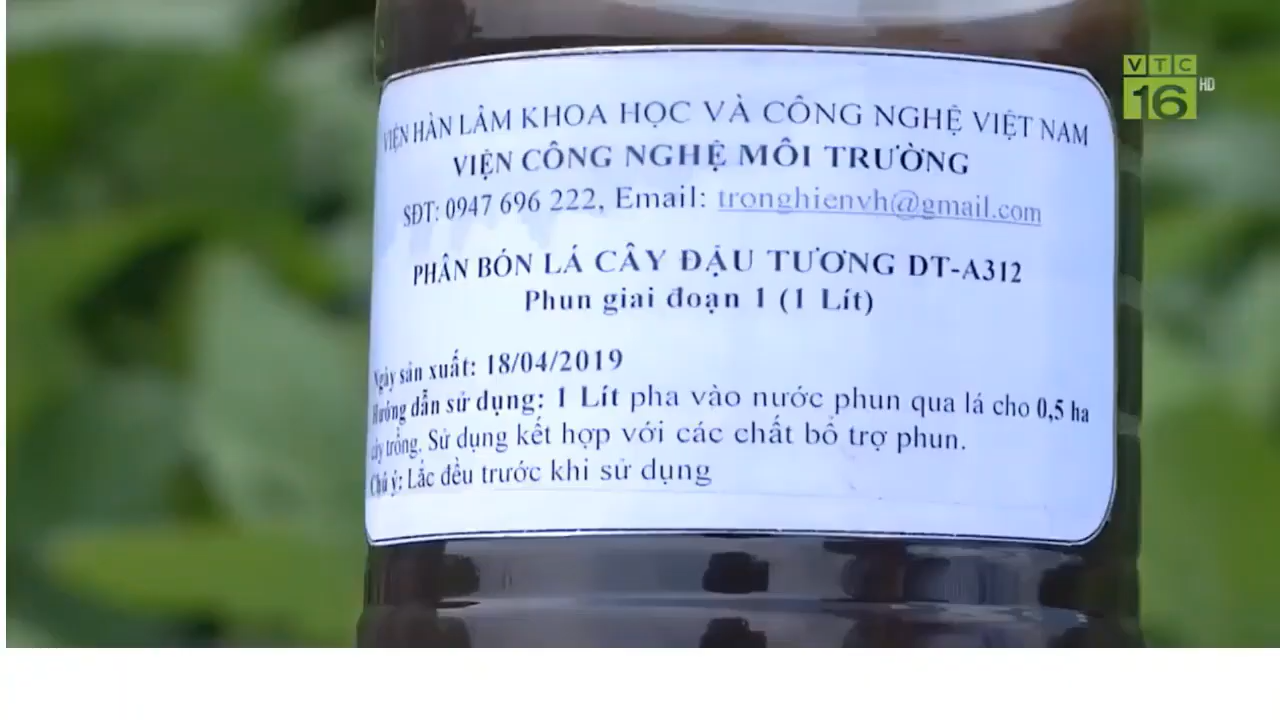 VTC
16 HD
VIỆN HÀN LÂM KHOA HỌC VÀ CÔNG NGHỆ VIỆT NAM
VIỆN CÔNG NGHỆ MÔI TRƯỜNG
SĐT: 0947 696 222, Email: tronghienvh@gmail.com
PHÂN BÓN LÁ CÂY ĐẬU TƯƠNG DT-A312
Phun giai đoạn 1 (1 Lít)
Ngày sản xuất: 18/04/2019
Hướng dẫn sử dụng: 1 Lít pha vào nước phun qua lá cho 0,5 ha
cây trồng. Sử dụng kết hợp với các chất bổ trợ phun.
Chú ý: Lắc đều trước khi sử dụng